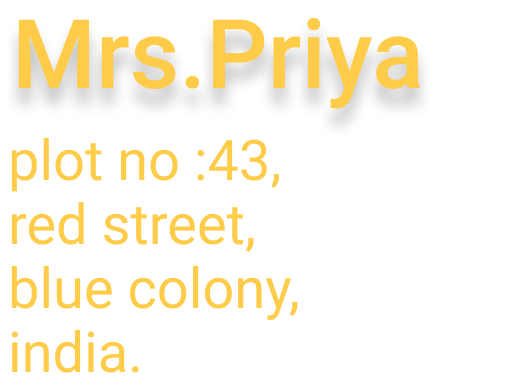 Mrs.Priya
plot no :43,
red street,
blue colony,
india.